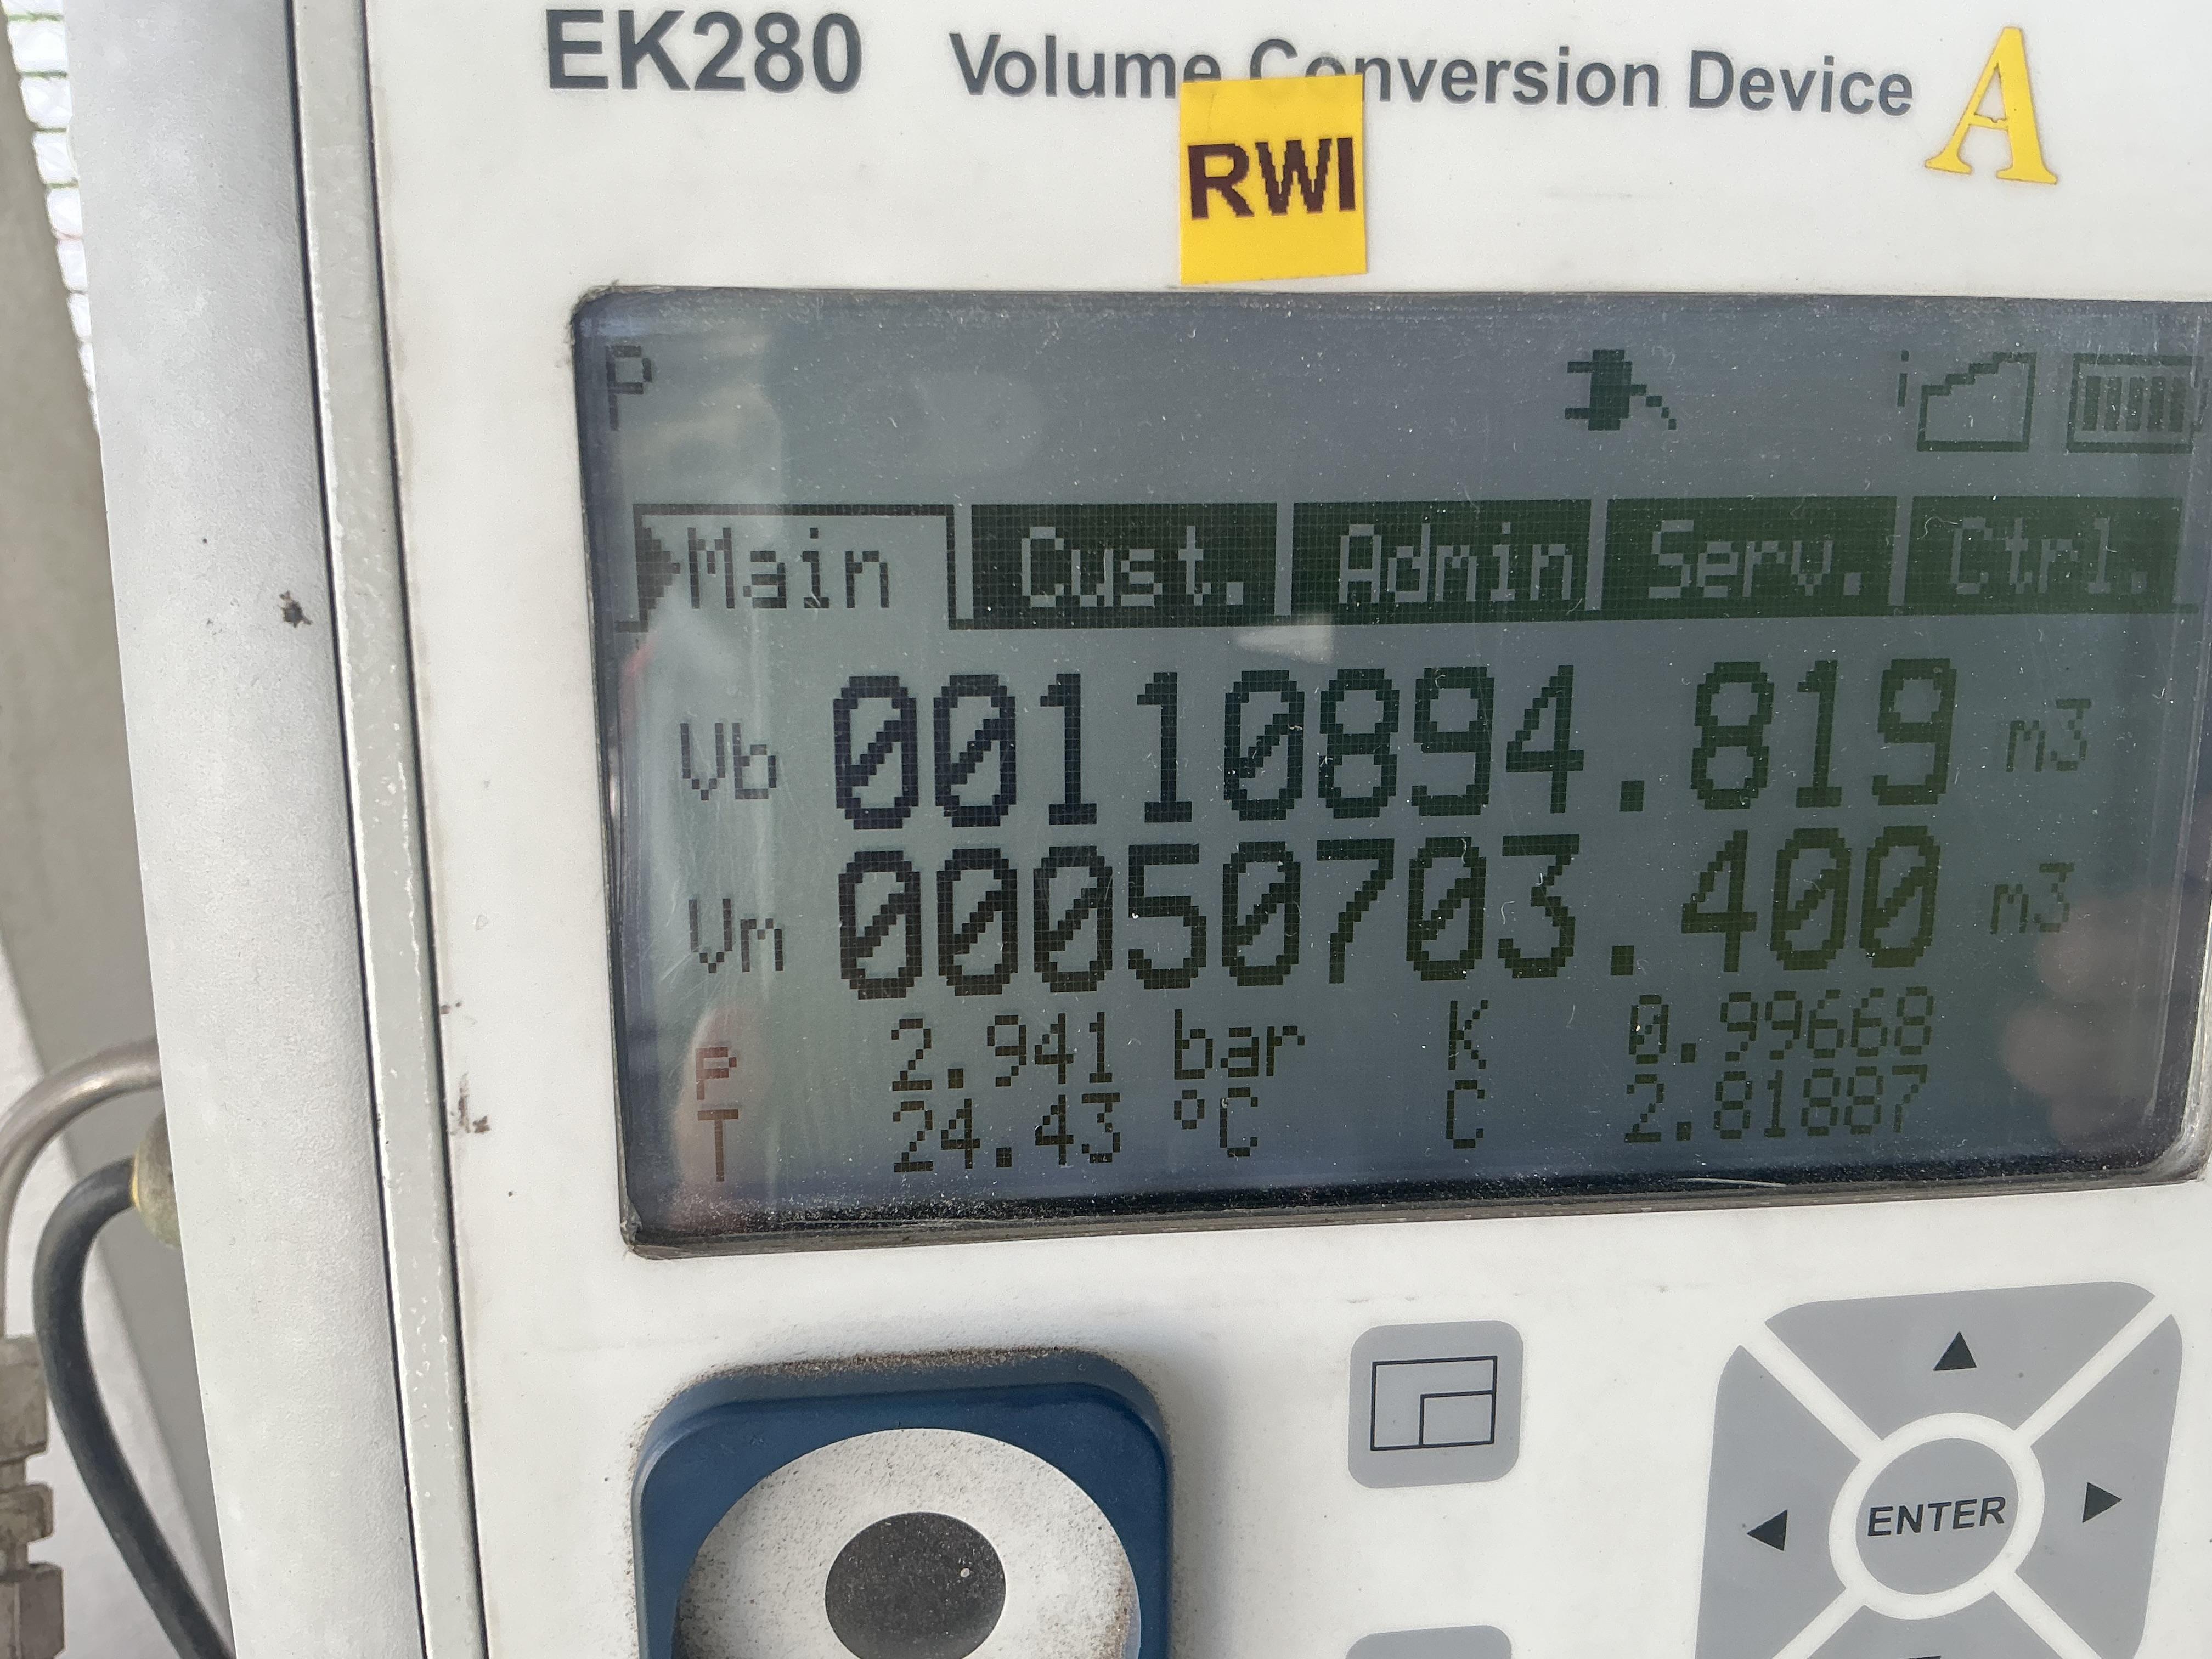 EK280 Volume Conversion Device A
RWI
P
i
Main Cust. Admin Serv. Ctrl.
Vb 00110894.819 m3
Vm 00050703.400 m3
p 2.941 bar K 0.99668
T 24.43 °C C 2.81887
ENTER